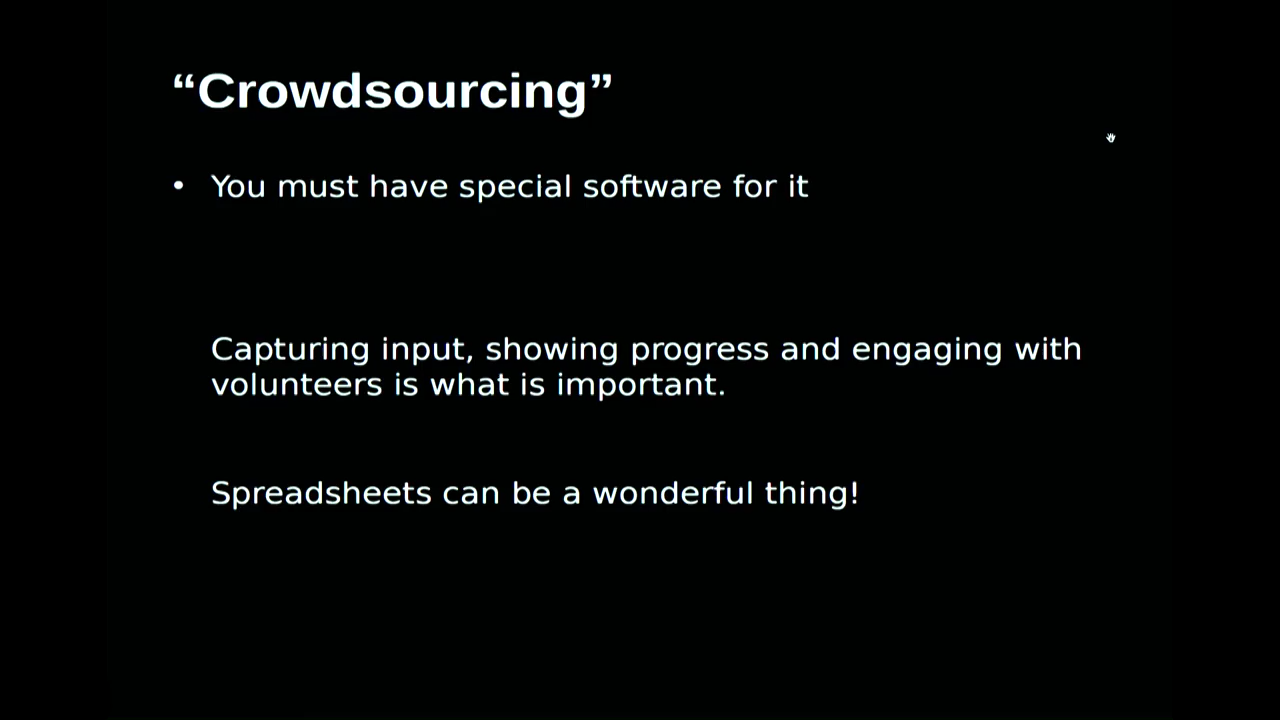 “Crowdsourcing”
• You must have special software for it
Capturing input, showing progress and engaging with
volunteers is what is important.
Spreadsheets can be a wonderful thing!